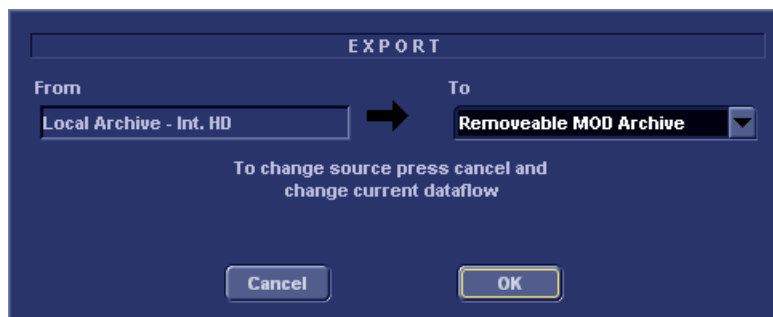 EXPORT
From
To
Local Archive - Int. HD
Removeable MOD Archive
To change source press cancel and
change current dataflow
Cancel
OK